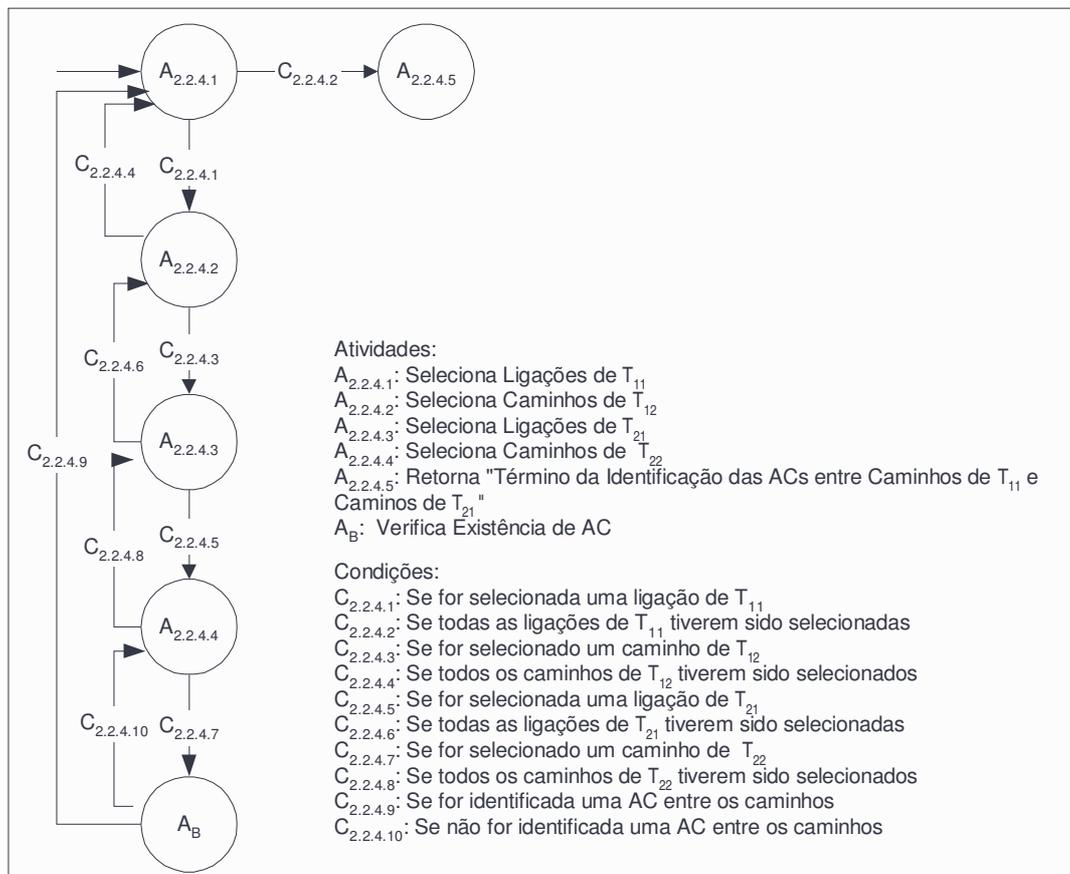 A2.2.4.1
C2.2.4.2
A2.2.4.5
C2.2.4.4
C2.2.4.1
A2.2.4.2
C2.2.4.6
C2.2.4.3
A2.2.4.3
C2.2.4.9
C2.2.4.8
C2.2.4.5
A2.2.4.4
C2.2.4.10
C2.2.4.7
AB
Atividades:
A2.2.4.1: Seleciona Ligações de T11
A2.2.4.2: Seleciona Caminhos de T12
A2.2.4.3: Seleciona Ligações de T21
A2.2.4.4: Seleciona Caminhos de T22
A2.2.4.5: Retorna "Término da Identificação das ACs entre Caminhos de T11 e
Caminos de T21"
AB: Verifica Existência de AC
Condições:
C2.2.4.1: Se for selecionada uma ligação de T11
C2.2.4.2: Se todas as ligações de T11 tiverem sido selecionadas
C2.2.4.3: Se for selecionado um caminho de T12
C2.2.4.4: Se todos os caminhos de T12 tiverem sido selecionados
C2.2.4.5: Se for selecionada uma ligação de T21
C2.2.4.6: Se todas as ligações de T21 tiverem sido selecionadas
C2.2.4.7: Se for selecionado um caminho de T22
C2.2.4.8: Se todos os caminhos de T22 tiverem sido selecionados
C2.2.4.9: Se for identificada uma AC entre os caminhos
C2.2.4.10: Se não for identificada uma AC entre os caminhos